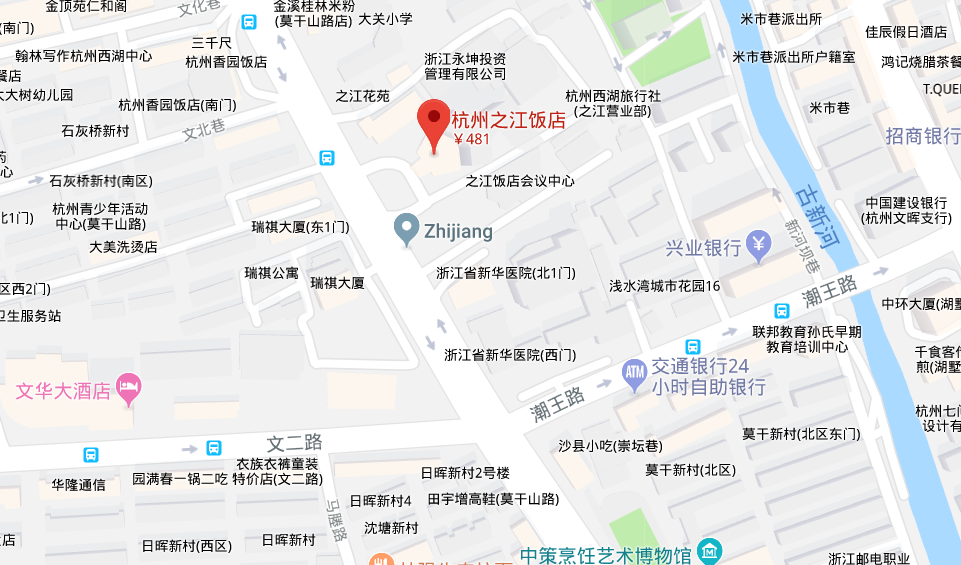 金顶苑仁和阁
文化巷
金溪桂林米粉
(莫干山路店)
大关小学
米市巷派出所
佳辰假日酒店
(南门)
三千尺
翰林写作杭州西湖中心
杭州香园饭店
浙江永坤投资
管理有限公司
米市巷派出所户籍室
鸿记烧腊茶餐
餐店
大大树幼儿园
杭州香园饭店(南门)
之江花苑
杭州西湖旅行社
(之江营业部)
T.QUE
米市巷
石灰桥新村
文北巷
杭州之江饭店
￥481
招商银行
药
心
石灰桥新村(南区)
之江饭店会议中心
古新河
中国建设银行
(杭州文晖支行)
杭州青少年活动
中心(莫干山路)
北1门)
瑞祺大厦(东1门)
Zhijiang
新河坝巷
大美洗烫店
兴业银行
瑞祺公寓
瑞祺大厦
浙江省新华医院(北1门)
浅水湾城市花园16
潮王路
区西2门)
中环大厦(湖墅
卫生服务站
联邦教育孙氏早期
教育培训中心
浙江省新华医院(西门)
千食客传
煎(湖墅
文华大酒店
交通银行24
小时自助银行
ATM
潮王路
杭州七门
设计有
文二路
沙县小吃(崇坛巷)
莫干新村(北区东门)
衣族衣裤童装
特价店(文二路)
园满春一锅二吃
日晖新村2号楼
莫干新村(北区)
华隆通信
日晖新村4
田宇增高鞋(莫干山路)
马塍路
沈塘新村
店
日晖新村(西区)
日晖新村
中策烹饪艺术博物馆
浙江邮电职业